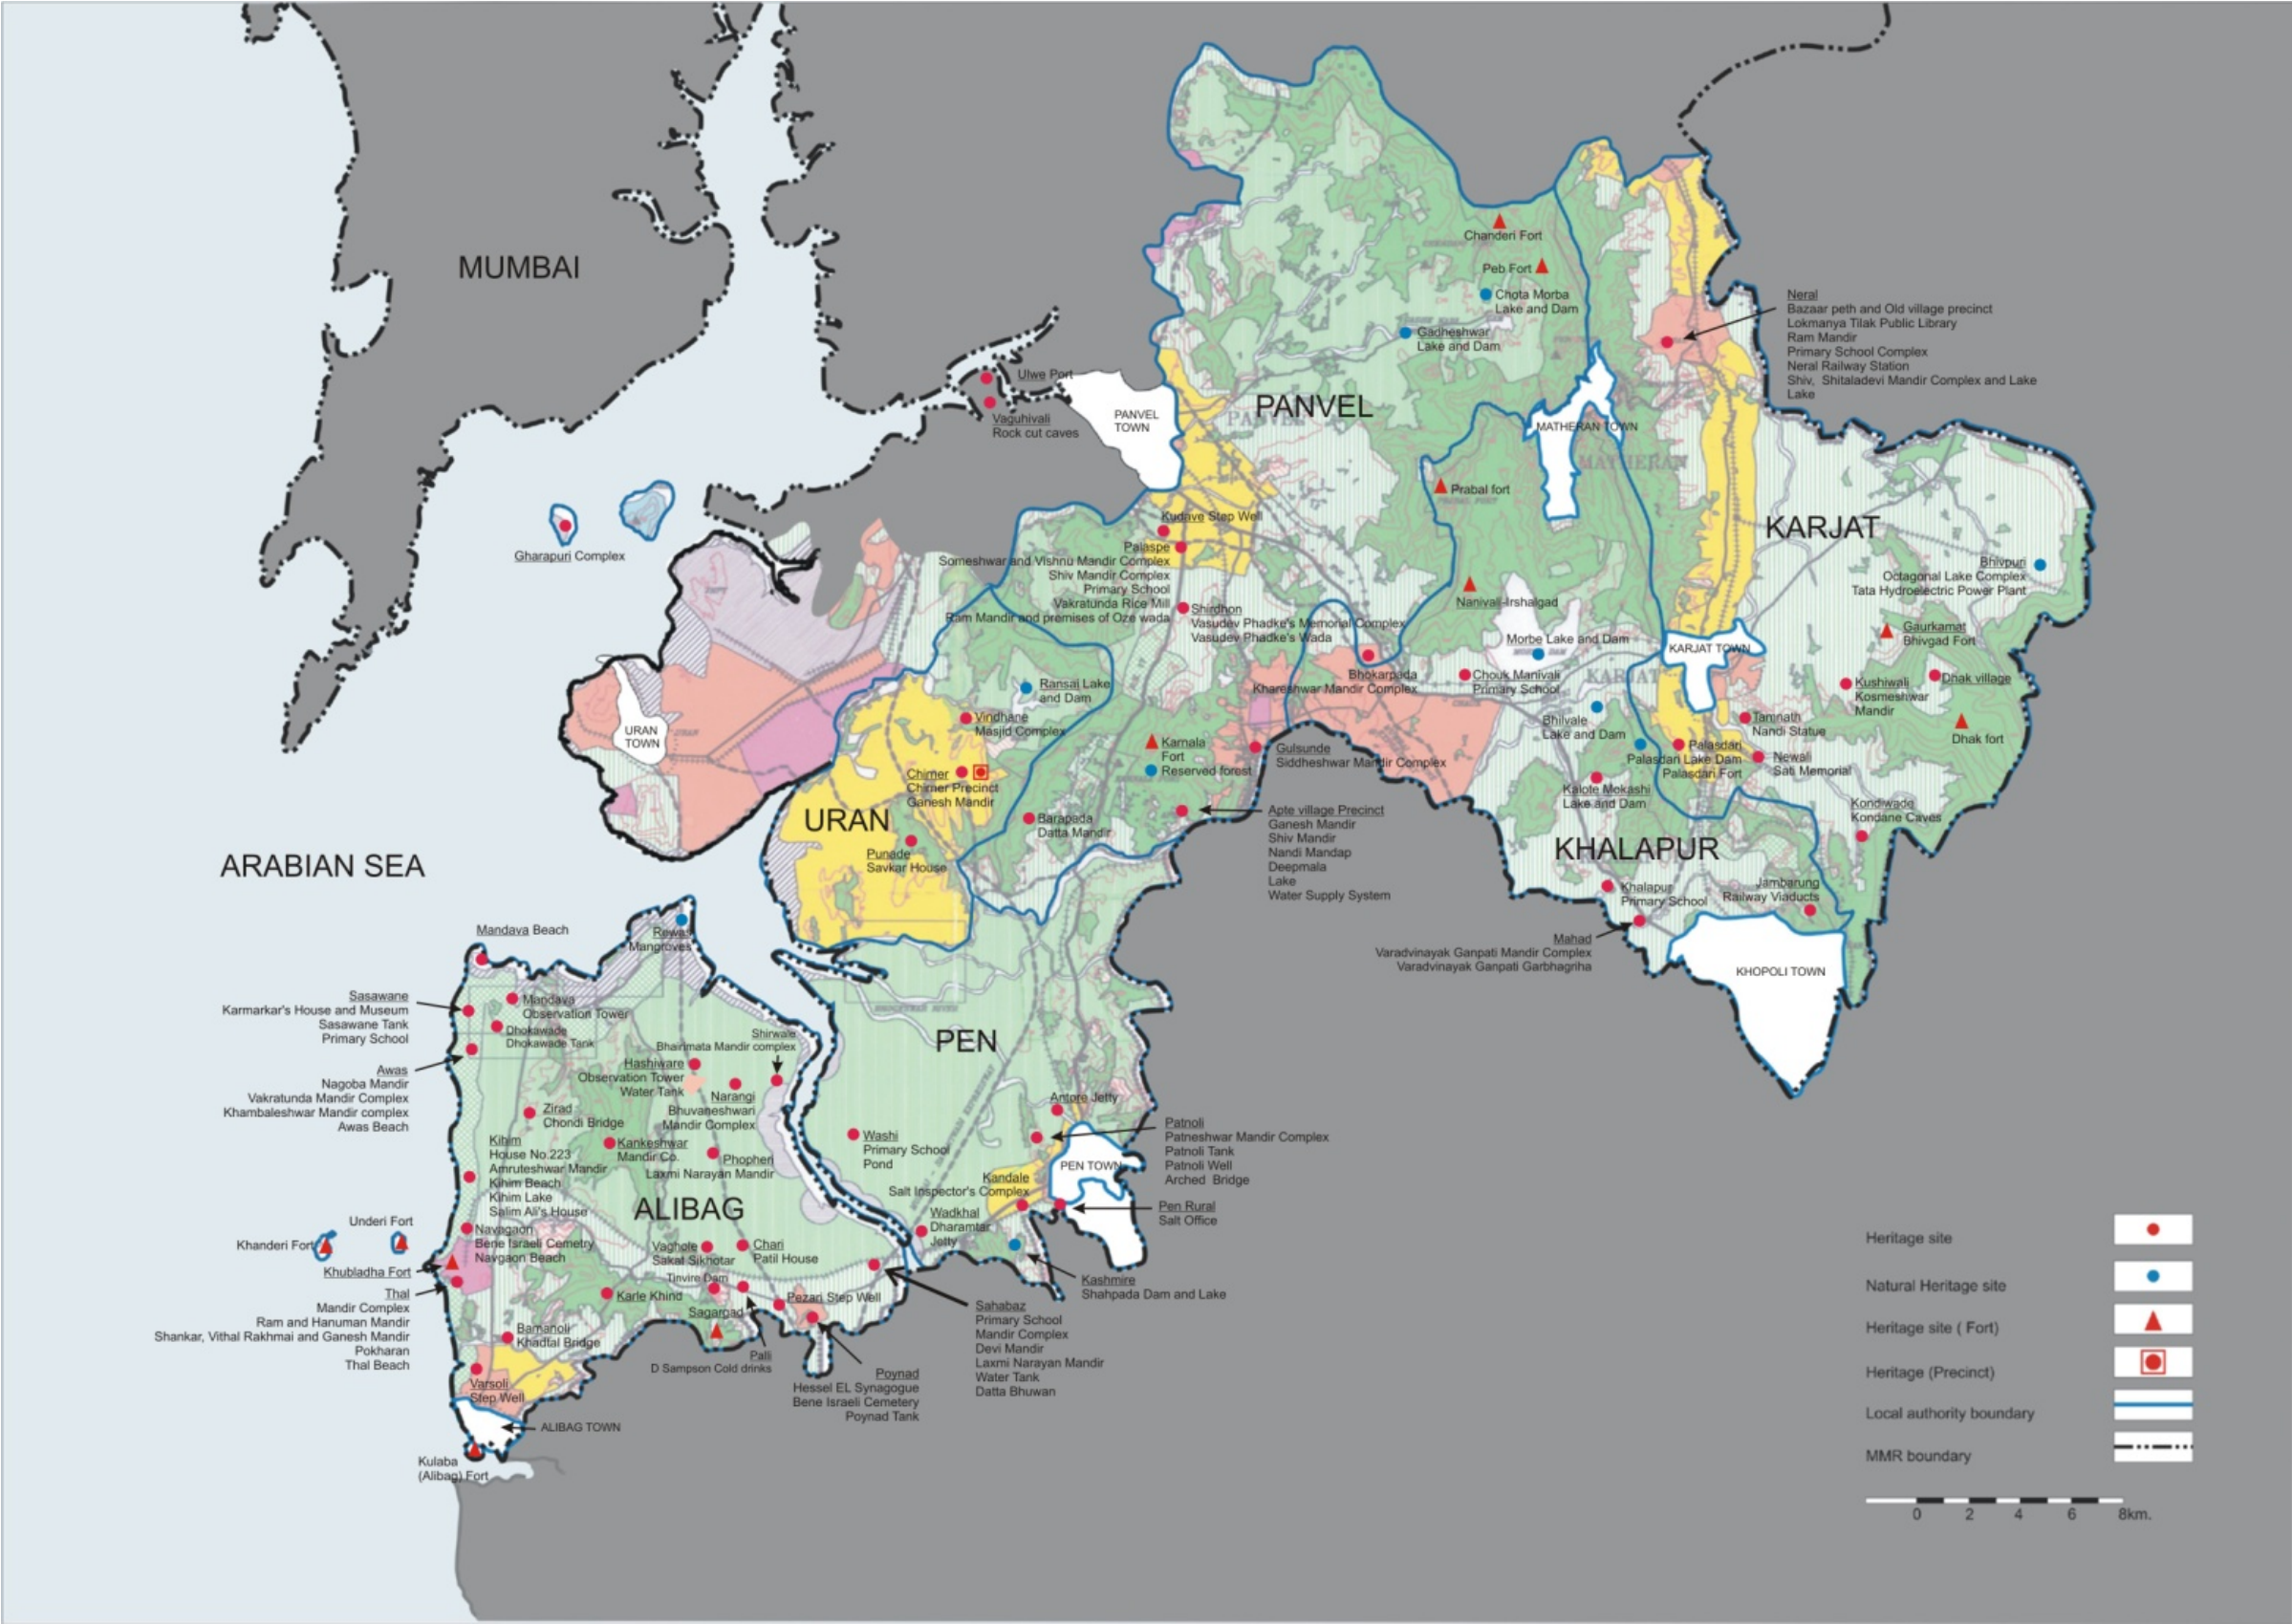 MUMBAI
Chanderi Fort
Peb Fort
Chota Morba
Lake and Dam
Gadheshwar
Lake and Dam
Neral
Bazaar peth and Old village precinct
Lokmanya Tilak Public Library
Ram Mandir
Primary School Complex
Neral Railway Station
Shiv, Shitaladevi Mandir Complex and Lake
Lake
Ulwe Port
Vaguhivali
Rock cut caves
PANVEL
TOWN
PANVEL
PANVEL
MATHERAN TOWN
MATHERAN
Prabal fort
PRABAL FORT
KARJAT
Gharapuri Complex
Kudave Step Well
Palaspe
Someshwar and Vishnu Mandir Complex
Shiv Mandir Complex
Primary School
Vakratunda Rice Mill
Ram Mandir and premises of Oze wada
Shirdhon
Vasudev Phadke's Memorial Complex
Vasudev Phadke's Wada
Nanivali-Irshalgad
Bhivpuri
Octagonal Lake Complex
Tata Hydroelectric Power Plant
Gaurkamat
Bhivgad Fort
Morbe Lake and Dam
KARJAT TOWN
KARJAT
Bhokarpada
Khareshwar Mandir Complex
Chouk Manivali
Primary School
Kushiwali
Kosmeshwar
Mandir
Dhak village
Dhak fort
Ransai Lake
and Dam
Vindhane
Masjid Complex
URAN
TOWN
URAN
Karnala
Fort
Reserved forest
Gulsunde
Siddheshwar Mandir Complex
Bhilvale
Lake and Dam
Tamnath
Nandi Statue
Palasdari
Palasdari Lake Dam
Palasdari Fort
Newali
Sati Memorial
Chirner
Chirner Precinct
Ganesh Mandir
Kalote Mokashi
Lake and Dam
Kondiwade
Kondane Caves
URAN
Barapada
Datta Mandir
Apte village Precinct
Ganesh Mandir
Shiv Mandir
Nandi Mandap
Deepmala
Lake
Water Supply System
Punade
Savkar House
KHALAPUR
ARABIAN SEA
Khalapur
Primary School
Jambarung
Railway Viaducts
Mahad
Varadvinayak Ganpati Mandir Complex
Varadvinayak Ganpati Garbhagriha
KHOPOLI TOWN
Mandava Beach
Rewas
Mangroves
Sasawane
Karmarkar's House and Museum
Sasawane Tank
Primary School
Mandava
Observation Tower
Dhokawade
Dhokawade Tank
Awas
Nagoba Mandir
Vakratunda Mandir Complex
Khambaleshwar Mandir complex
Awas Beach
Shirwale
Bhairimata Mandir complex
Hashiware
Observation Tower
Water Tank
Narangi
Bhuvaneshwari
Mandir Complex
PEN
Zirad
Chondi Bridge
Kihim
House No.223
Amruteshwar Mandir
Kihim Beach
Kihim Lake
Salim Ali's House
Kankeshwar
Mandir Co.
Phopheri
Laxmi Narayan Mandir
Washi
Primary School
Pond
Antore Jetty
Patnoli
Patneshwar Mandir Complex
Patnoli Tank
Patnoli Well
Arched Bridge
PEN TOWN
Kandale
Salt Inspector's Complex
Pen Rural
Salt Office
ALIBAG
Wadkhal
Dharamtar
Jetty
Underi Fort
Khanderi Fort
Navagaon
Bene Israeli Cemetry
Navgaon Beach
Khubladha Fort
Thal
Mandir Complex
Ram and Hanuman Mandir
Shankar, Vithal Rakhmai and Ganesh Mandir
Pokharan
Thal Beach
Vaghole
Sakal Sikhotar
Chari
Patil House
Tinvire Dam
Karle Khind
Sagargad
Pezari Step Well
Kashmire
Shahpada Dam and Lake
Bamanoli
Khadtal Bridge
Palli
D Sampson Cold drinks
Poynad
Hessel EL Synagogue
Bene Israeli Cemetery
Poynad Tank
Sahabaz
Primary School
Mandir Complex
Devi Mandir
Laxmi Narayan Mandir
Water Tank
Datta Bhuwan
Varsoli
Step Well
ALIBAG TOWN
Kulaba
(Alibag) Fort
Heritage site
Natural Heritage site
Heritage site ( Fort)
Heritage (Precinct)
Local authority boundary
MMR boundary
0 2 4 6 8km.